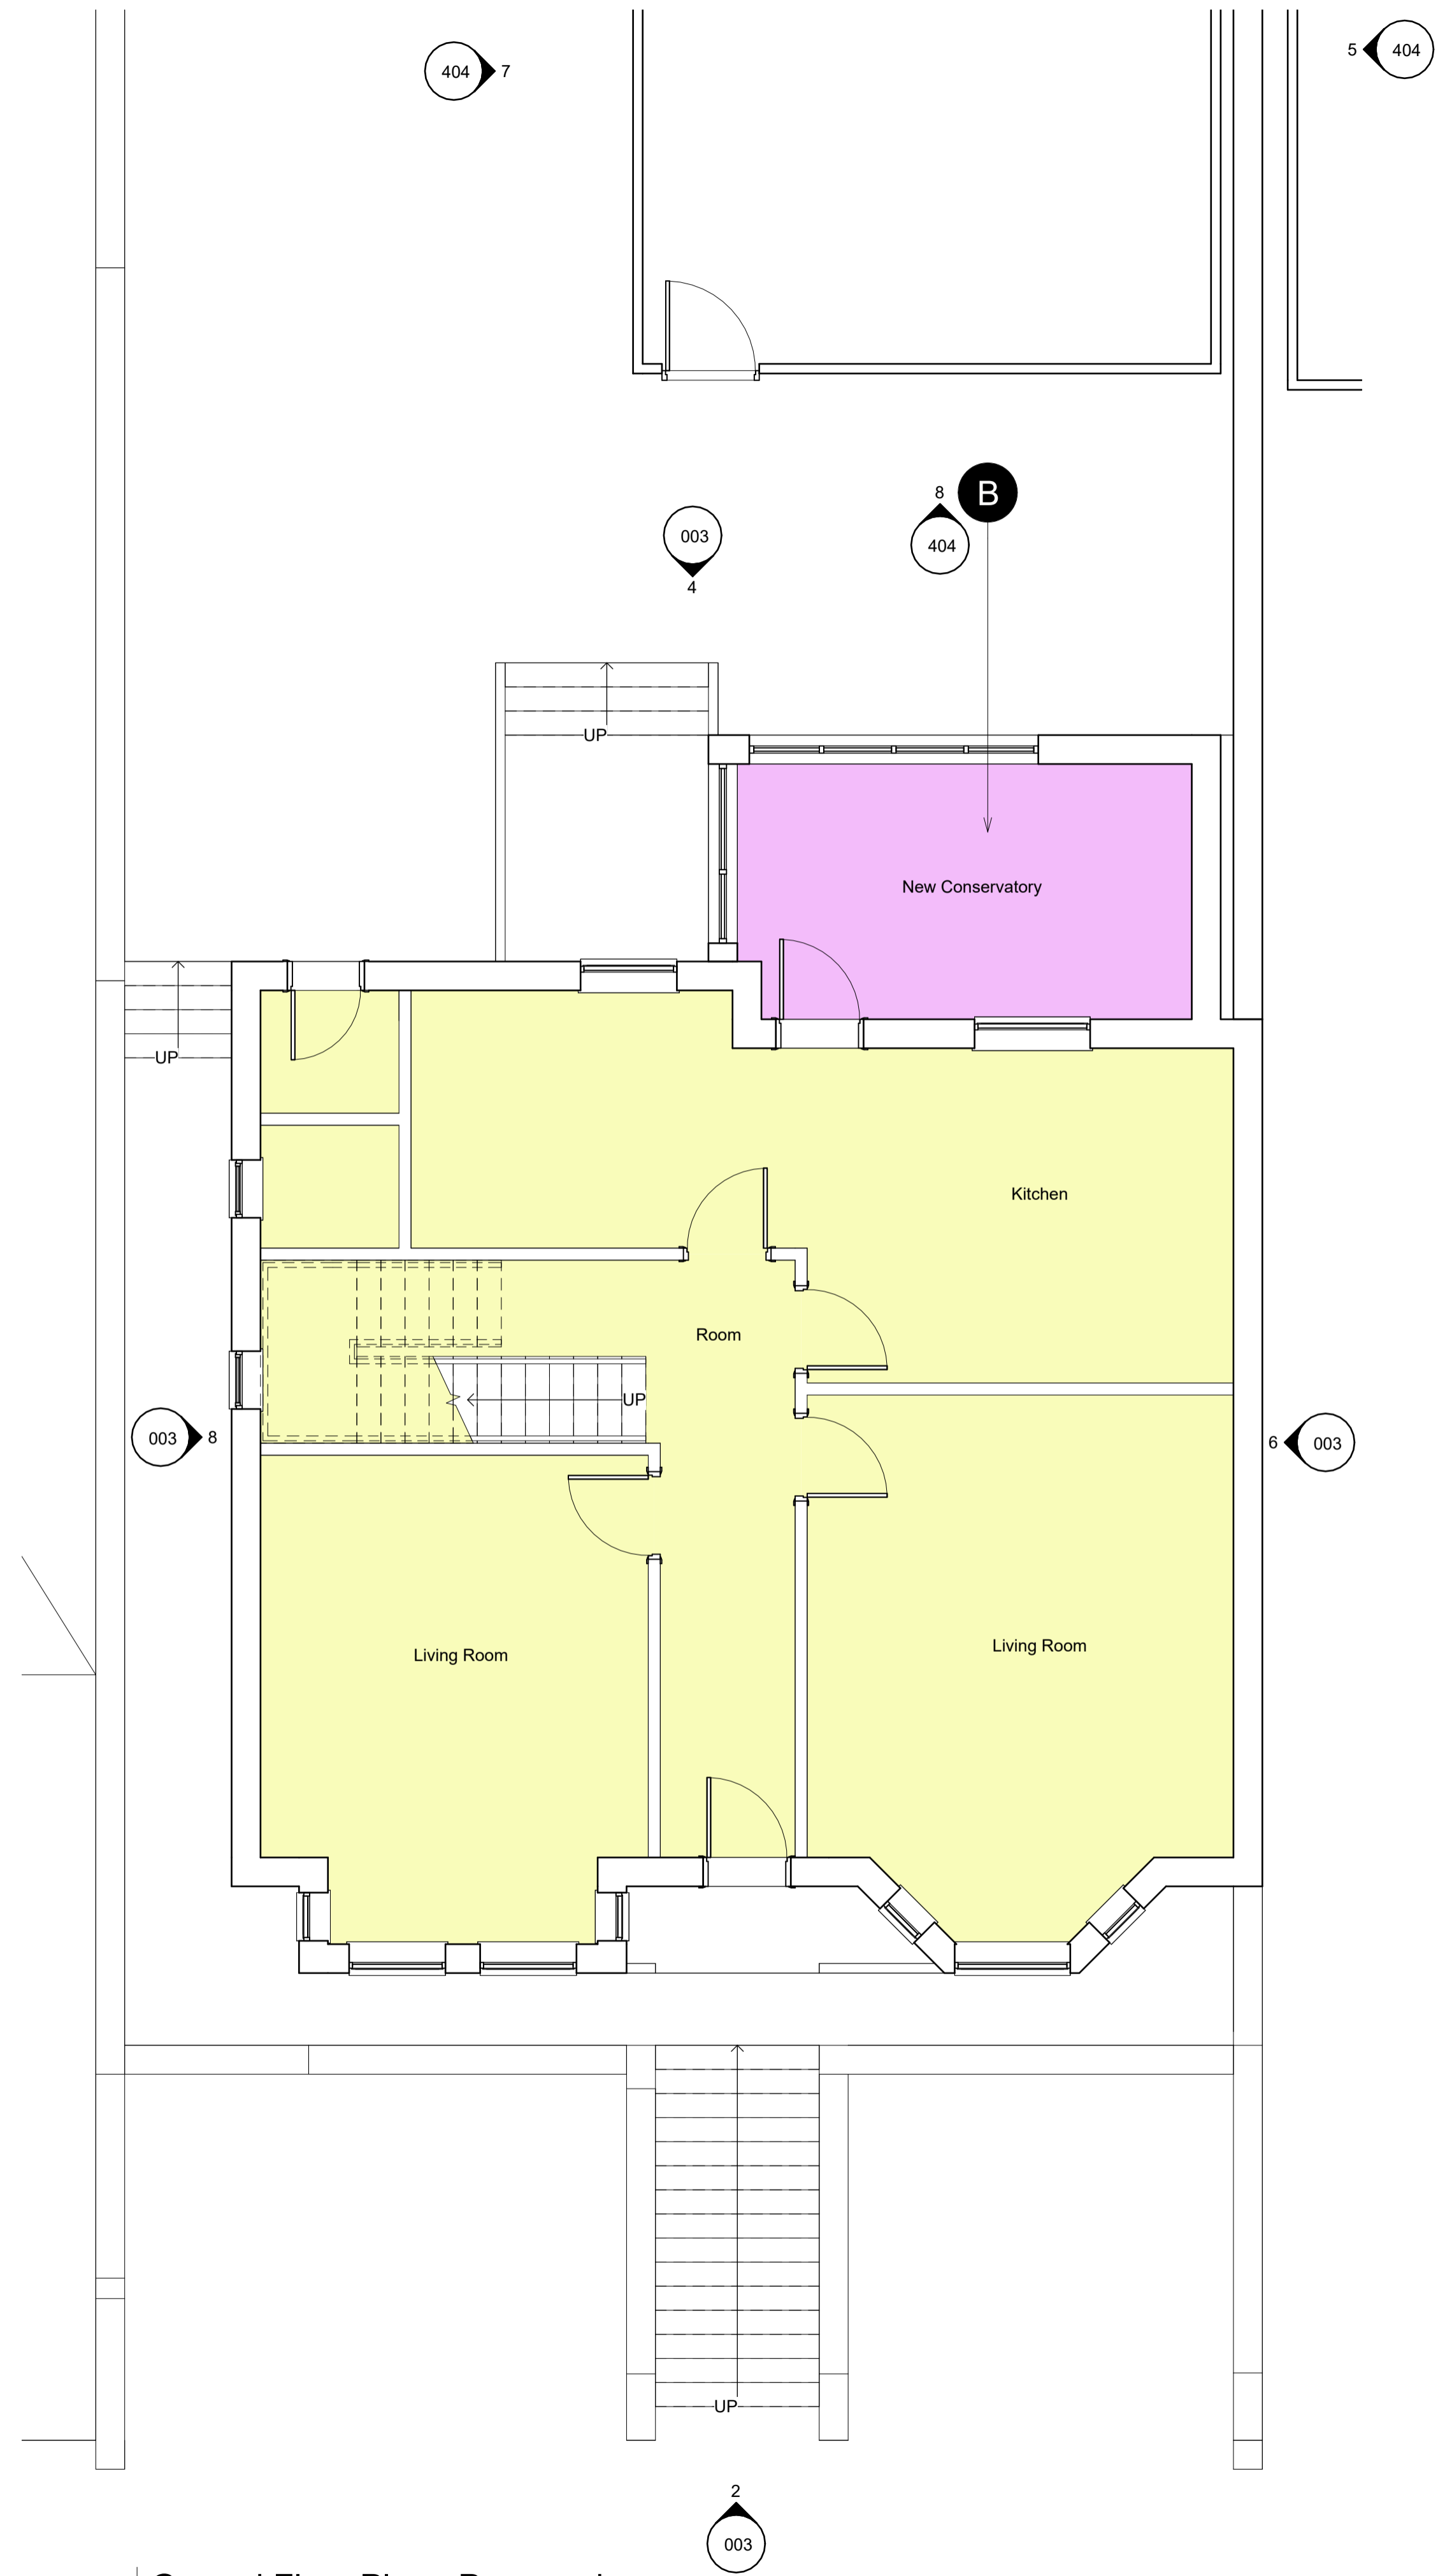 404 7
5 404
B
8
404
003
4
UP
New Conservatory
UP
Kitchen
Room
UP
003 8
6 003
Living Room
Living Room
UP
2
003